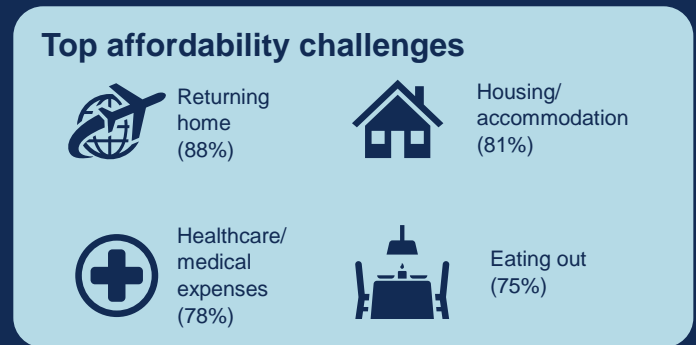 Top affordability challenges
Returning
home
(88%)
Housing/
accommodation
(81%)
Healthcare/
medical
expenses
(78%)
Eating out
(75%)